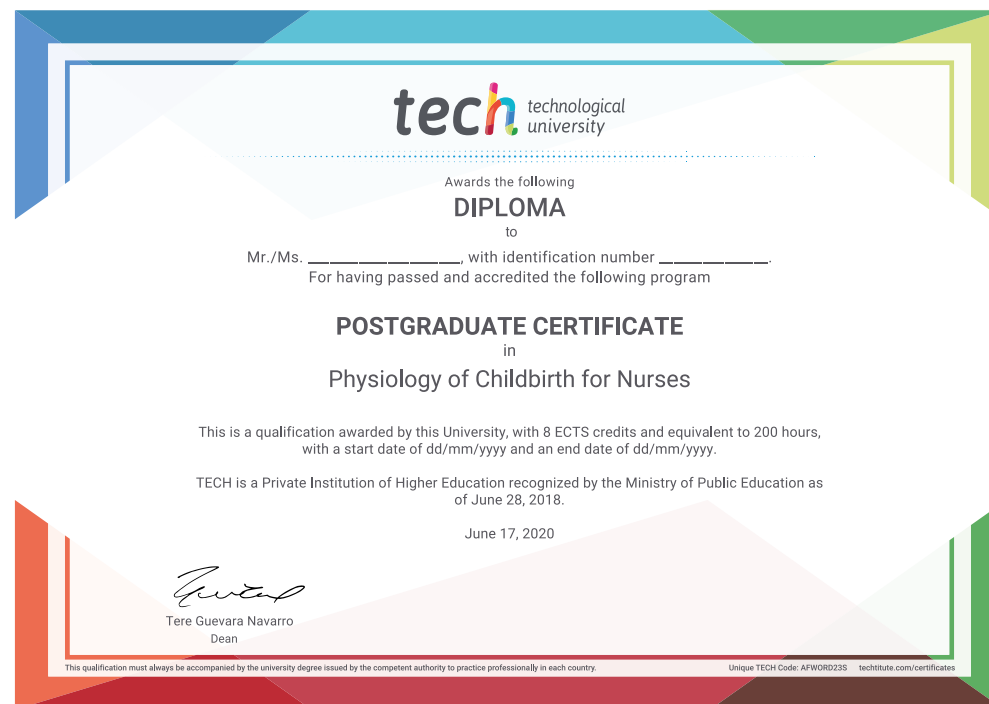 tech technological
university
Awards the following
DIPLOMA
to
Mr./Ms. ____________________, with identification number ______________.
For having passed and accredited the following program
POSTGRADUATE CERTIFICATE
in
Physiology of Childbirth for Nurses
This is a qualification awarded by this University, with 8 ECTS credits and equivalent to 200 hours,
with a start date of dd/mm/yyyy and an end date of dd/mm/yyyy.
TECH is a Private Institution of Higher Education recognized by the Ministry of Public Education as
of June 28, 2018.
June 17, 2020
Tere Guevara Navarro
Dean
This qualification must always be accompanied by the university degree issued by the competent authority to practice professionally in each country.
Unique TECH Code: AFWORD23S techtitute.com/certificates